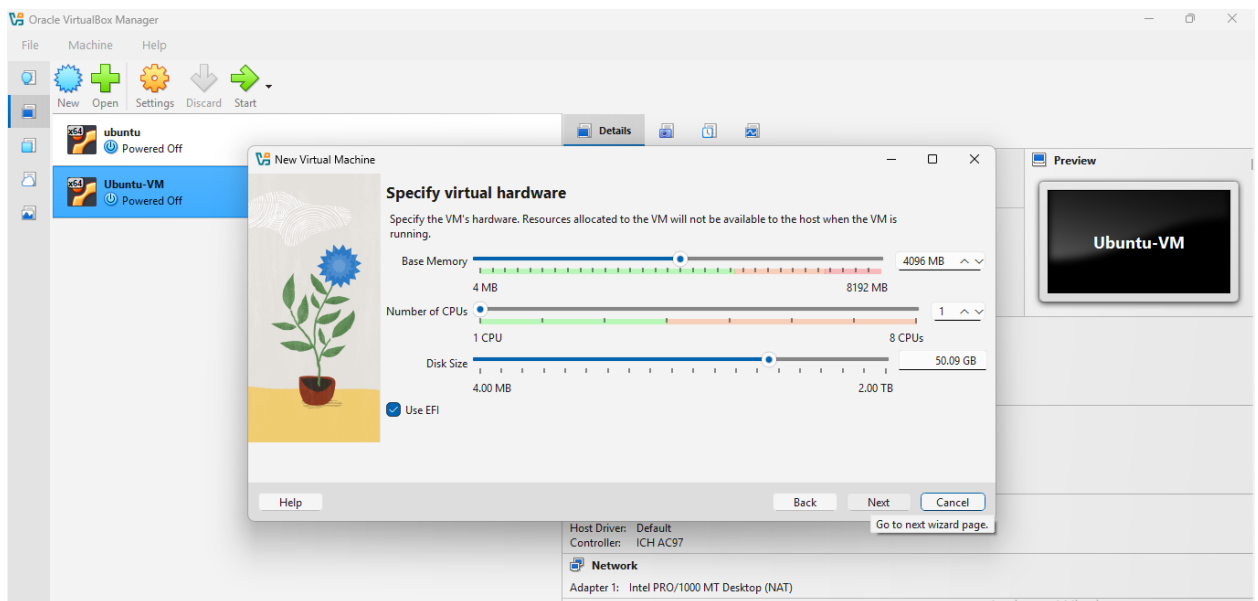 Oracle VirtualBox Manager
File Machine Help
New Open Settings Discard Start
ubuntu
Powered Off
Ubuntu-VM
Powered Off
Details
Preview
Ubuntu-VM
New Virtual Machine
Specify virtual hardware
Specify the VM's hardware. Resources allocated to the VM will not be available to the host when the VM is
running.
Base Memory 4096 MB
4 MB 8192 MB
Number of CPUs 1
1 CPU 8 CPUs
Disk Size 50.09 GB
4.00 MB 2.00 TB
Use EFI
Help Back Next Cancel
Go to next wizard page.
Host Driver: Default
Controller: ICH AC97
Network
Adapter 1: Intel PRO/1000 MT Desktop (NAT)